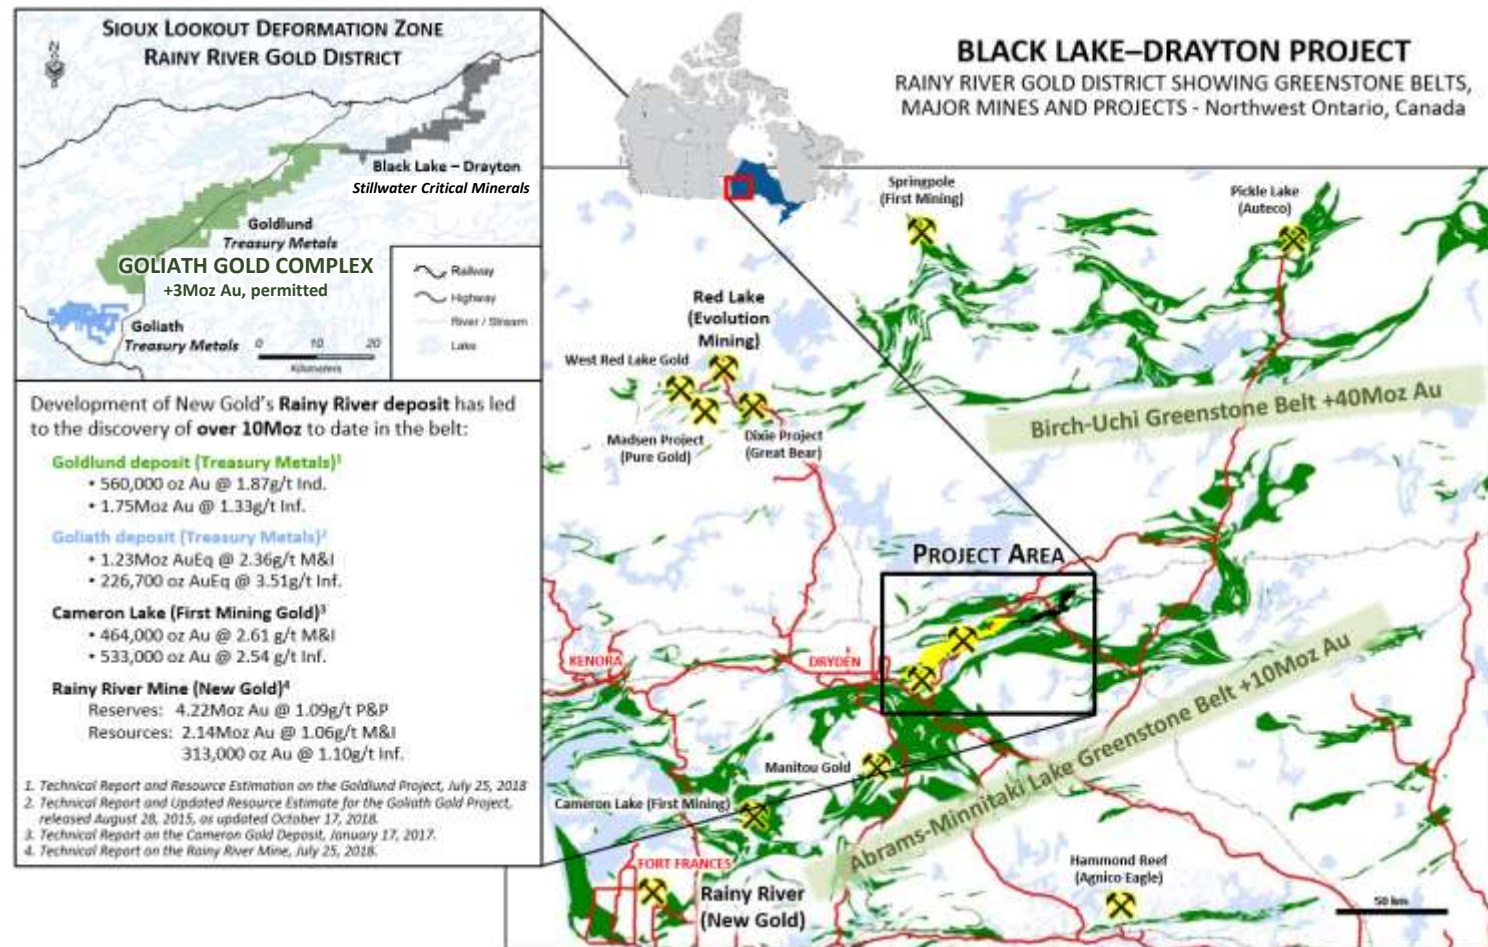 SIOUX LOOKOUT DEFORMATION ZONE
RAINY RIVER GOLD DISTRICT
N
Black Lake – Drayton
Stillwater Critical Minerals
Goldlund
Treasury Metals
GOLIATH GOLD COMPLEX
+3Moz Au, permitted
Goliath
Treasury Metals
0 10 20
Kilometers
Railway
Highway
River / Stream
Lake
Development of New Gold's Rainy River deposit has led
to the discovery of over 10Moz to date in the belt:
Goldlund deposit (Treasury Metals)1
• 560,000 oz Au @ 1.87g/t Ind.
• 1.75Moz Au @ 1.33g/t Inf.
Goliath deposit (Treasury Metals)2
• 1.23Moz AuEq @ 2.36g/t M&I
• 226,700 oz AuEq @ 3.51g/t Inf.
Cameron Lake (First Mining Gold)3
• 464,000 oz Au @ 2.61 g/t M&I
• 533,000 oz Au @ 2.54 g/t Inf.
Rainy River Mine (New Gold)4
Reserves: 4.22Moz Au @ 1.09g/t P&P
Resources: 2.14Moz Au @ 1.06g/t M&I
313,000 oz Au @ 1.10g/t Inf.
1. Technical Report and Resource Estimation on the Goldlund Project, July 25, 2018
2. Technical Report and Updated Resource Estimate for the Goliath Gold Project,
released August 28, 2015, as updated October 17, 2018.
3. Technical Report on the Cameron Gold Deposit, January 17, 2017.
4. Technical Report on the Rainy River Mine, July 25, 2018.
BLACK LAKE–DRAYTON PROJECT
RAINY RIVER GOLD DISTRICT SHOWING GREENSTONE BELTS,
MAJOR MINES AND PROJECTS - Northwest Ontario, Canada
Springpole
(First Mining)
Pickle Lake
(Auteco)
Red Lake
(Evolution
Mining)
West Red Lake Gold
Madsen Project
(Pure Gold)
Dixie Project
(Great Bear)
Birch-Uchi Greenstone Belt +40Moz Au
PROJECT AREA
KENORA
DRYDEN
Abrams-Minnitaki Lake Greenstone Belt +10Moz Au
Manitou Gold
Cameron Lake (First Mining)
FORT FRANCES
Rainy River
(New Gold)
Hammond Reef
(Agnico Eagle)
50 km